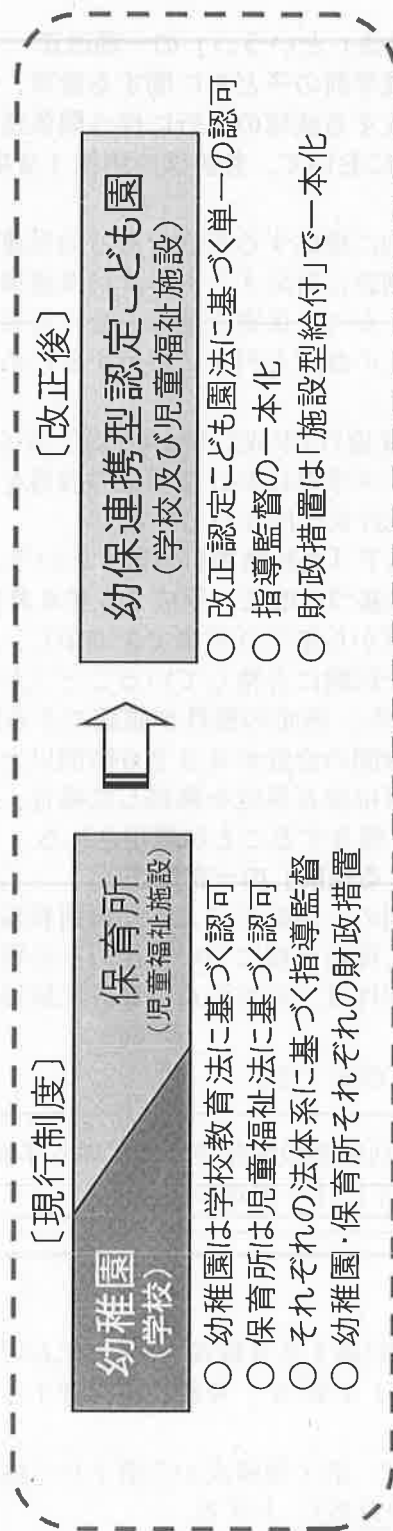 〔現行制度〕
幼稚園
(学校)
保育所
(児童福祉施設)
○幼稚園は学校教育法に基づく認可
○保育所は児童福祉法に基づく認可
○それぞれの法体系に基づく指導監督
○幼稚園・保育所それぞれの財政措置
〔改正後〕
幼保連携型認定こども園
(学校及び児童福祉施設)
○ 改正認定こども園法に基づく単一の認可
○ 指導監督の一本化
○ 財政措置は「施設型給付」で一本化